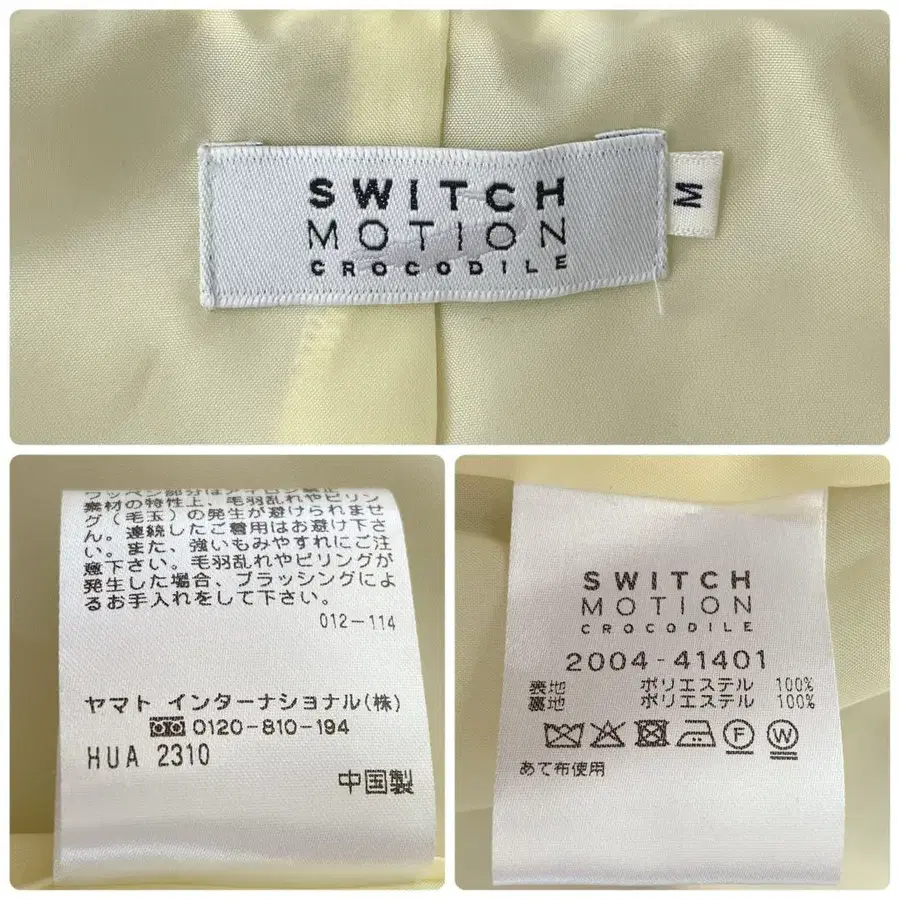 SWITCH
MOTION
CROCODILE
M
素材の特性上、毛羽乱れやピリン
グ(毛玉)の発生が避けられませ
ん。連続したご着用はお避け下さ
い。また、強いもみやすれにご注
意下さい。毛羽乱れやピリングが
発生した場合、ブラッシングによ
るお手入れをして下さい。
012-114
ヤマト インターナショナル(株)
0120-810-194
HUA 2310
中国製
SWITCH
MOTION
CROCODILE
2004-41401
表地 ポリエステル 100%
裏地 ポリエステル 100%
F W
あて布使用